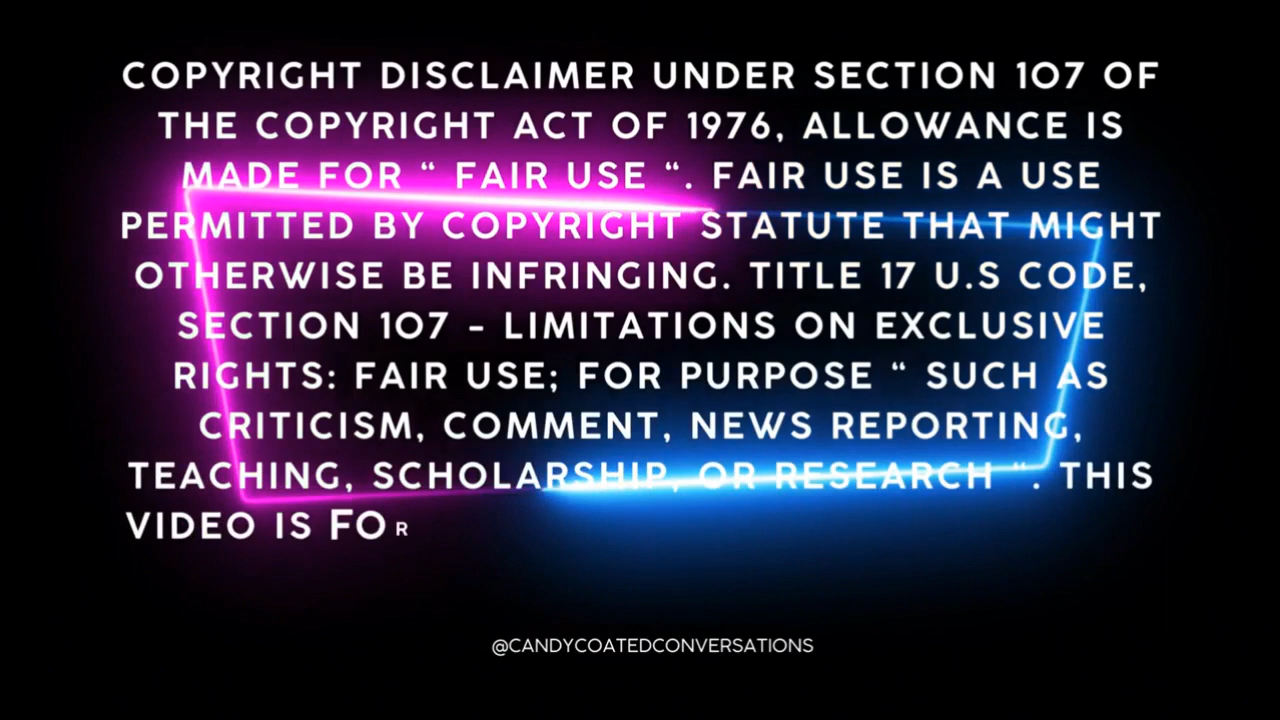 COPYRIGHT DISCLAIMER UNDER SECTION 107 OF
THE COPYRIGHT ACT OF 1976, ALLOWANCE IS
MADE FOR “ FAIR USE “. FAIR USE IS A USE
PERMITTED BY COPYRIGHT STATUTE THAT MIGHT
OTHERWISE BE INFRINGING. TITLE 17 U.S CODE,
SECTION 107 - LIMITATIONS ON EXCLUSIVE
RIGHTS: FAIR USE; FOR PURPOSE “ SUCH AS
CRITICISM, COMMENT, NEWS REPORTING,
TEACHING, SCHOLARSHIP, OR RESEARCH “ . THIS
VIDEO IS FOR
@CANDYCOATEDCONVERSATIONS